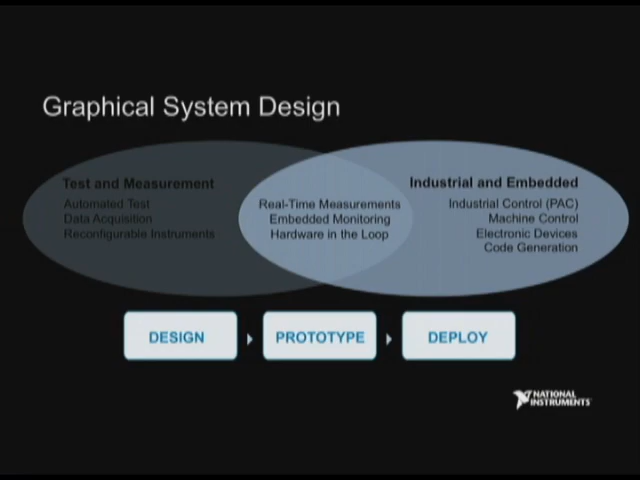 Graphical System Design
Test and Measurement
Automated Test
Data Acquisition
Reconfigurable Instruments
Real-Time Measurements
Embedded Monitoring
Hardware in the Loop
Industrial and Embedded
Industrial Control (PAC)
Machine Control
Electronic Devices
Code Generation
DESIGN
PROTOTYPE
DEPLOY
NATIONAL
INSTRUMENTS